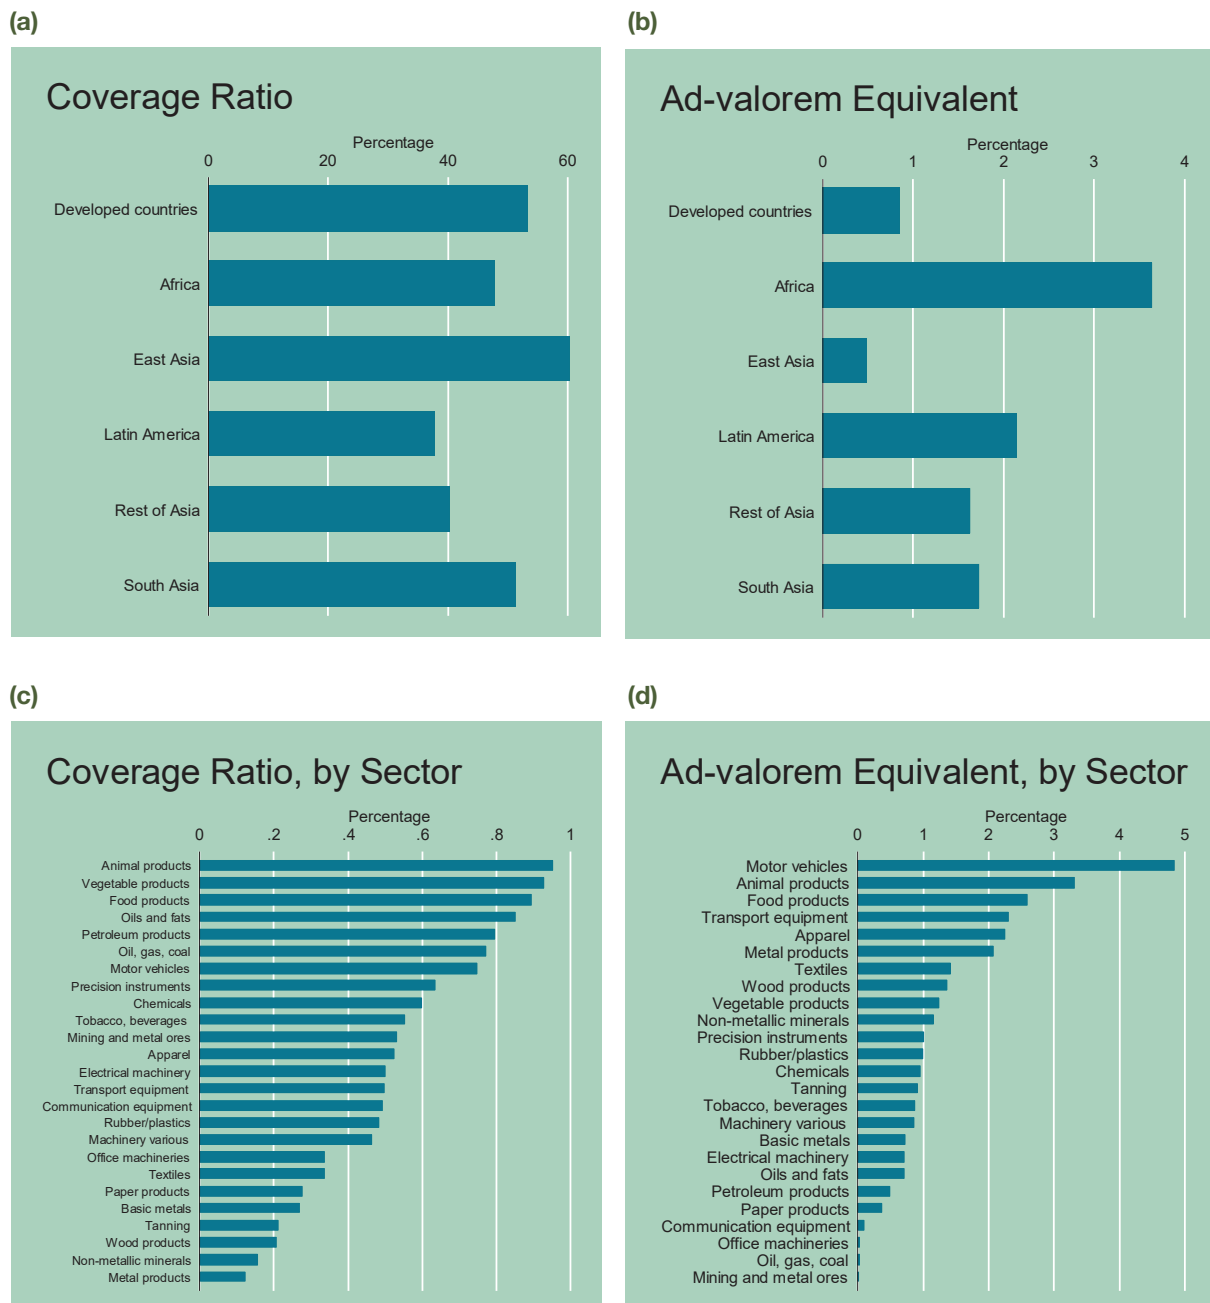 (a)
Coverage Ratio
Percentage
0 20 40 60
Developed countries
Africa
East Asia
Latin America
Rest of Asia
South Asia
(b)
Ad-valorem Equivalent
Percentage
0 1 2 3 4
Developed countries
Africa
East Asia
Latin America
Rest of Asia
South Asia
(c)
Coverage Ratio, by Sector
Percentage
0 .2 .4 .6 .8 1
Animal products
Vegetable products
Food products
Oils and fats
Petroleum products
Oil, gas, coal
Motor vehicles
Precision instruments
Chemicals
Tobacco, beverages
Mining and metal ores
Apparel
Electrical machinery
Transport equipment
Communication equipment
Rubber/plastics
Machinery various
Office machineries
Textiles
Paper products
Basic metals
Tanning
Wood products
Non-metallic minerals
Metal products
(d)
Ad-valorem Equivalent, by Sector
Percentage
0 1 2 3 4 5
Motor vehicles
Animal products
Food products
Transport equipment
Apparel
Metal products
Textiles
Wood products
Vegetable products
Non-metallic minerals
Precision instruments
Rubber/plastics
Chemicals
Tanning
Tobacco, beverages
Machinery various
Basic metals
Electrical machinery
Oils and fats
Petroleum products
Paper products
Communication equipment
Office machineries
Oil, gas, coal
Mining and metal ores